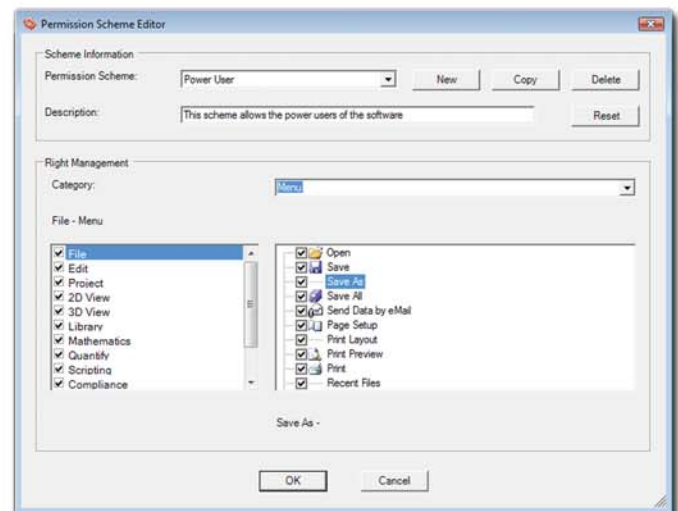 Permission Scheme Editor
Scheme Information
Permission Scheme: Power User New Copy Delete
Description: This scheme allows the power users of the software Reset
Right Management
Category: Menu
File - Menu
File
Edit
Project
2D View
3D View
Library
Mathematics
Quantify
Scripting
Compliance
Open
Save
Save As
Save All
Send Data by eMail
Page Setup
Print Layout
Print Preview
Print
Recent Files
Save As -
OK Cancel